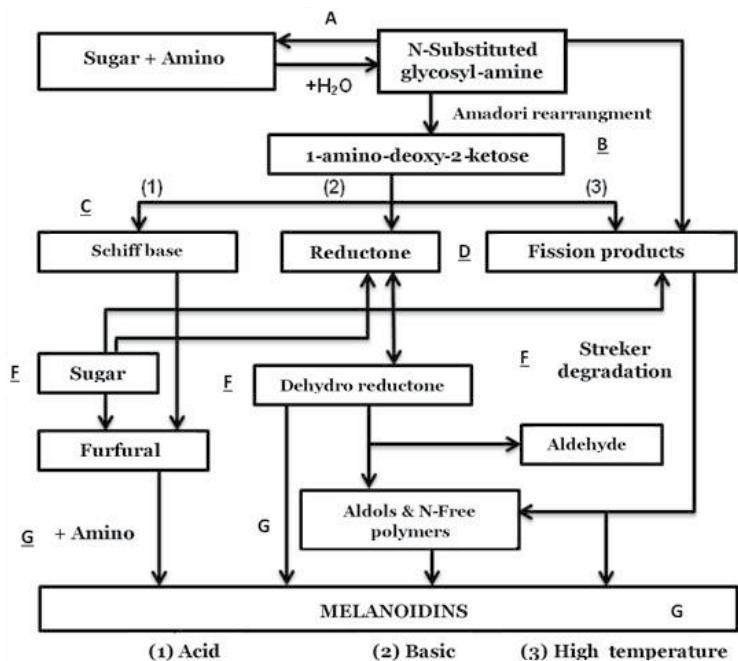 A
Sugar + Amino
N-Substituted
glycosyl-amine
+H₂O
Amadori rearrangment
1-amino-deoxy-2-ketose
B
(1)
(2)
(3)
C
Schiff base
Reductone
D
Fission products
F
Sugar
F
Dehydro reductone
F
Streker
degradation
Furfural
Aldehyde
G
+ Amino
G
Aldols & N-Free
polymers
MELANOIDINS
G
(1) Acid
(2) Basic
(3) High temperature